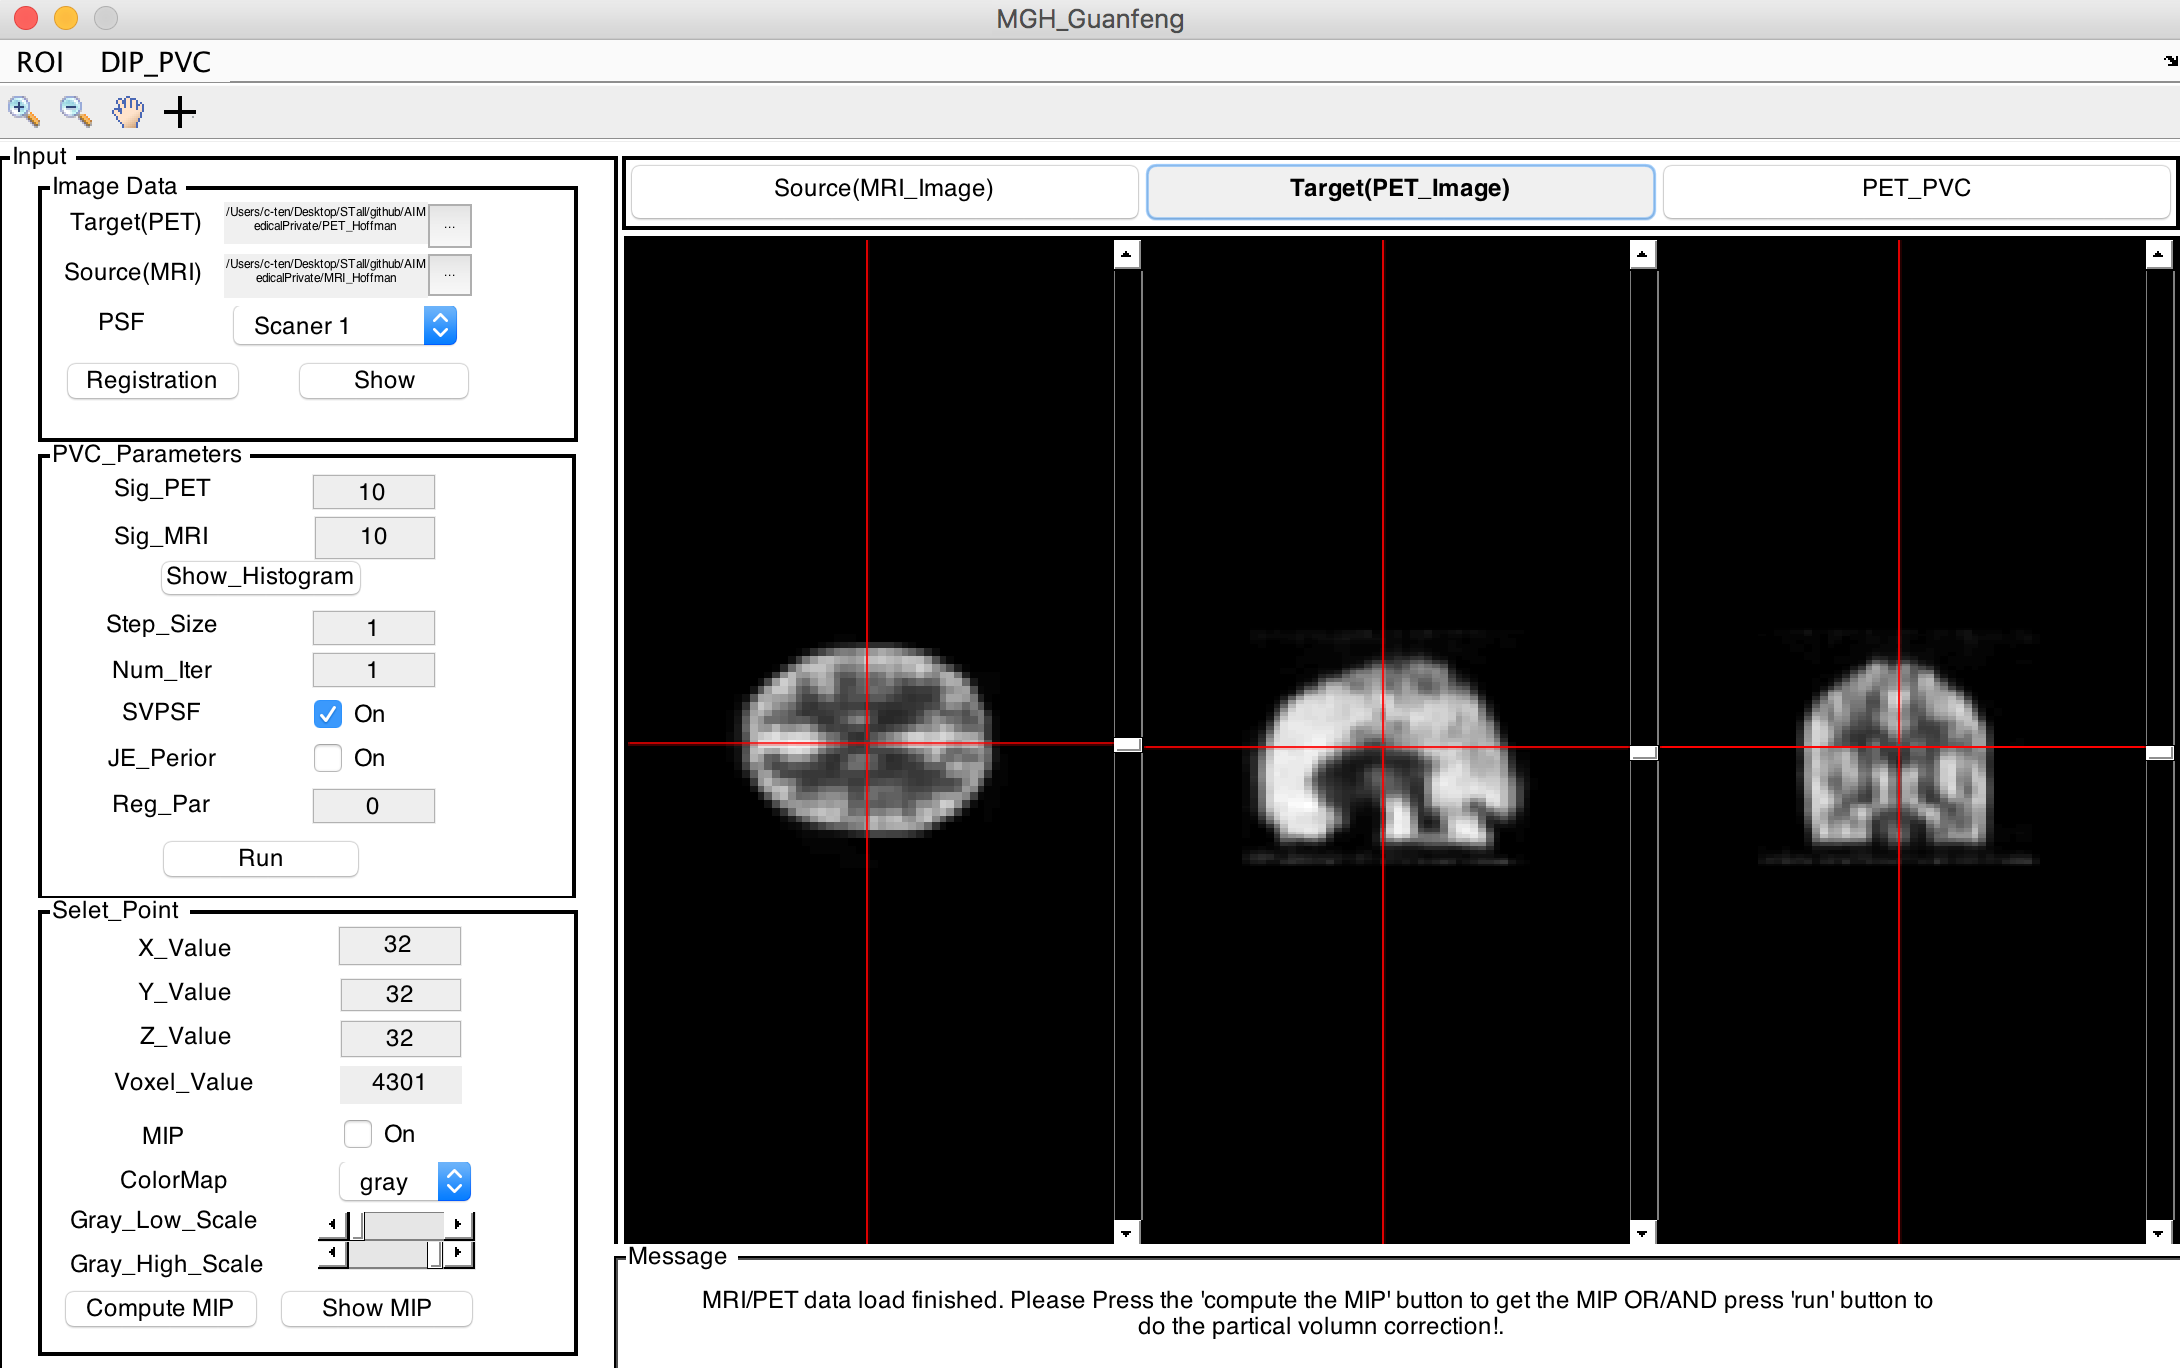 MGH_Guanfeng
ROI DIP_PVC
Input
Image Data
Target(PET) /Users/c-ten/Desktop/STall/github/AIM
edicalPrivate/PET_Hoffman ...
Source(MRI) /Users/c-ten/Desktop/STall/github/AIM
edicalPrivate/MRI_Hoffman ...
PSF Scaner 1
Registration Show
PVC_Parameters
Sig_PET 10
Sig_MRI 10
Show_Histogram
Step_Size 1
Num_Iter 1
SVPSF On
JE_Perior On
Reg_Par 0
Run
Selet_Point
X_Value 32
Y_Value 32
Z_Value 32
Voxel_Value 4301
MIP On
ColorMap gray
Gray_Low_Scale
Gray_High_Scale
Compute MIP Show MIP
Source(MRI_Image) Target(PET_Image) PET_PVC
Message
MRI/PET data load finished. Please Press the 'compute the MIP' button to get the MIP OR/AND press 'run' button to
do the partical volumn correction!.